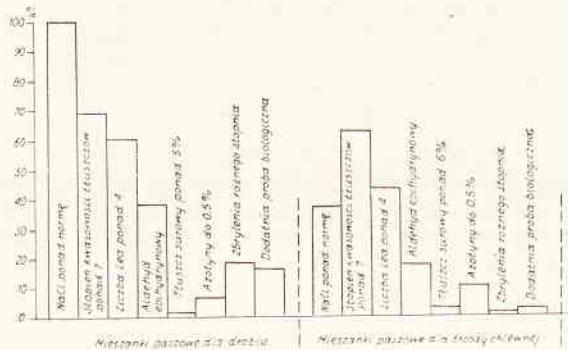 %
100
90
80
70
60
50
40
30
20
10
0
NaCl ponad normę
Stopień kwasowości tłuszczów
ponad 7
Liczba Lea ponad 4
Aldehyd
epihydrynowy
Tłuszcz surowy ponad 5%
Azotyny do 0,5%
Zbrylenia różnego stopnia
Dodatnia próba biologiczna
NaCl ponad normę
Stopień kwasowości tłuszczów
ponad 7
Liczba Lea ponad 4
Aldehyd epihydrynowy
Tłuszcz surowy ponad 6%
Azotyny do 0,5%
Zbrylenia różnego stopnia
Dodatnia próba biologiczna
Mieszanki paszowe dla drobiu
Mieszanki paszowe dla trzody chlewnej